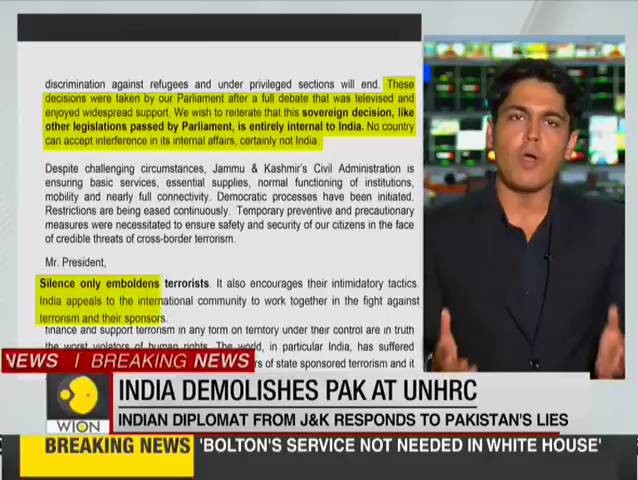 discrimination against refugees and under privileged sections will end. These
decisions were taken by our Parliament after a full debate that was televised and
enjoyed widespread support. We wish to reiterate that this sovereign decision, like
other legislations passed by Parliament, is entirely internal to India. No country
can accept interference in its internal affairs, certainly not India.
Despite challenging circumstances, Jammu & Kashmir's Civil Administration is
ensuring basic services, essential supplies, normal functioning of institutions,
mobility and nearly full connectivity. Democratic processes have been initiated.
Restrictions are being eased continuously. Temporary preventive and precautionary
measures were necessitated to ensure safety and security of our citizens in the face
of credible threats of cross-border terrorism.
Mr. President,
Silence only emboldens terrorists. It also encourages their intimidatory tactics.
India appeals to the international community to work together in the fight against
terrorism and their sponsors.
finance and support terrorism in any form on territory under their control are in truth
the worst violators of human rights. The world, in particular India, has suffered
rs of state sponsored terrorism and it
NEWS / BREAKING NEWS
INDIA DEMOLISHES PAK AT UNHRC
INDIAN DIPLOMAT FROM J&K RESPONDS TO PAKISTAN'S LIES
WION
BREAKING NEWS 'BOLTON'S SERVICE NOT NEEDED IN WHITE HOUSE'